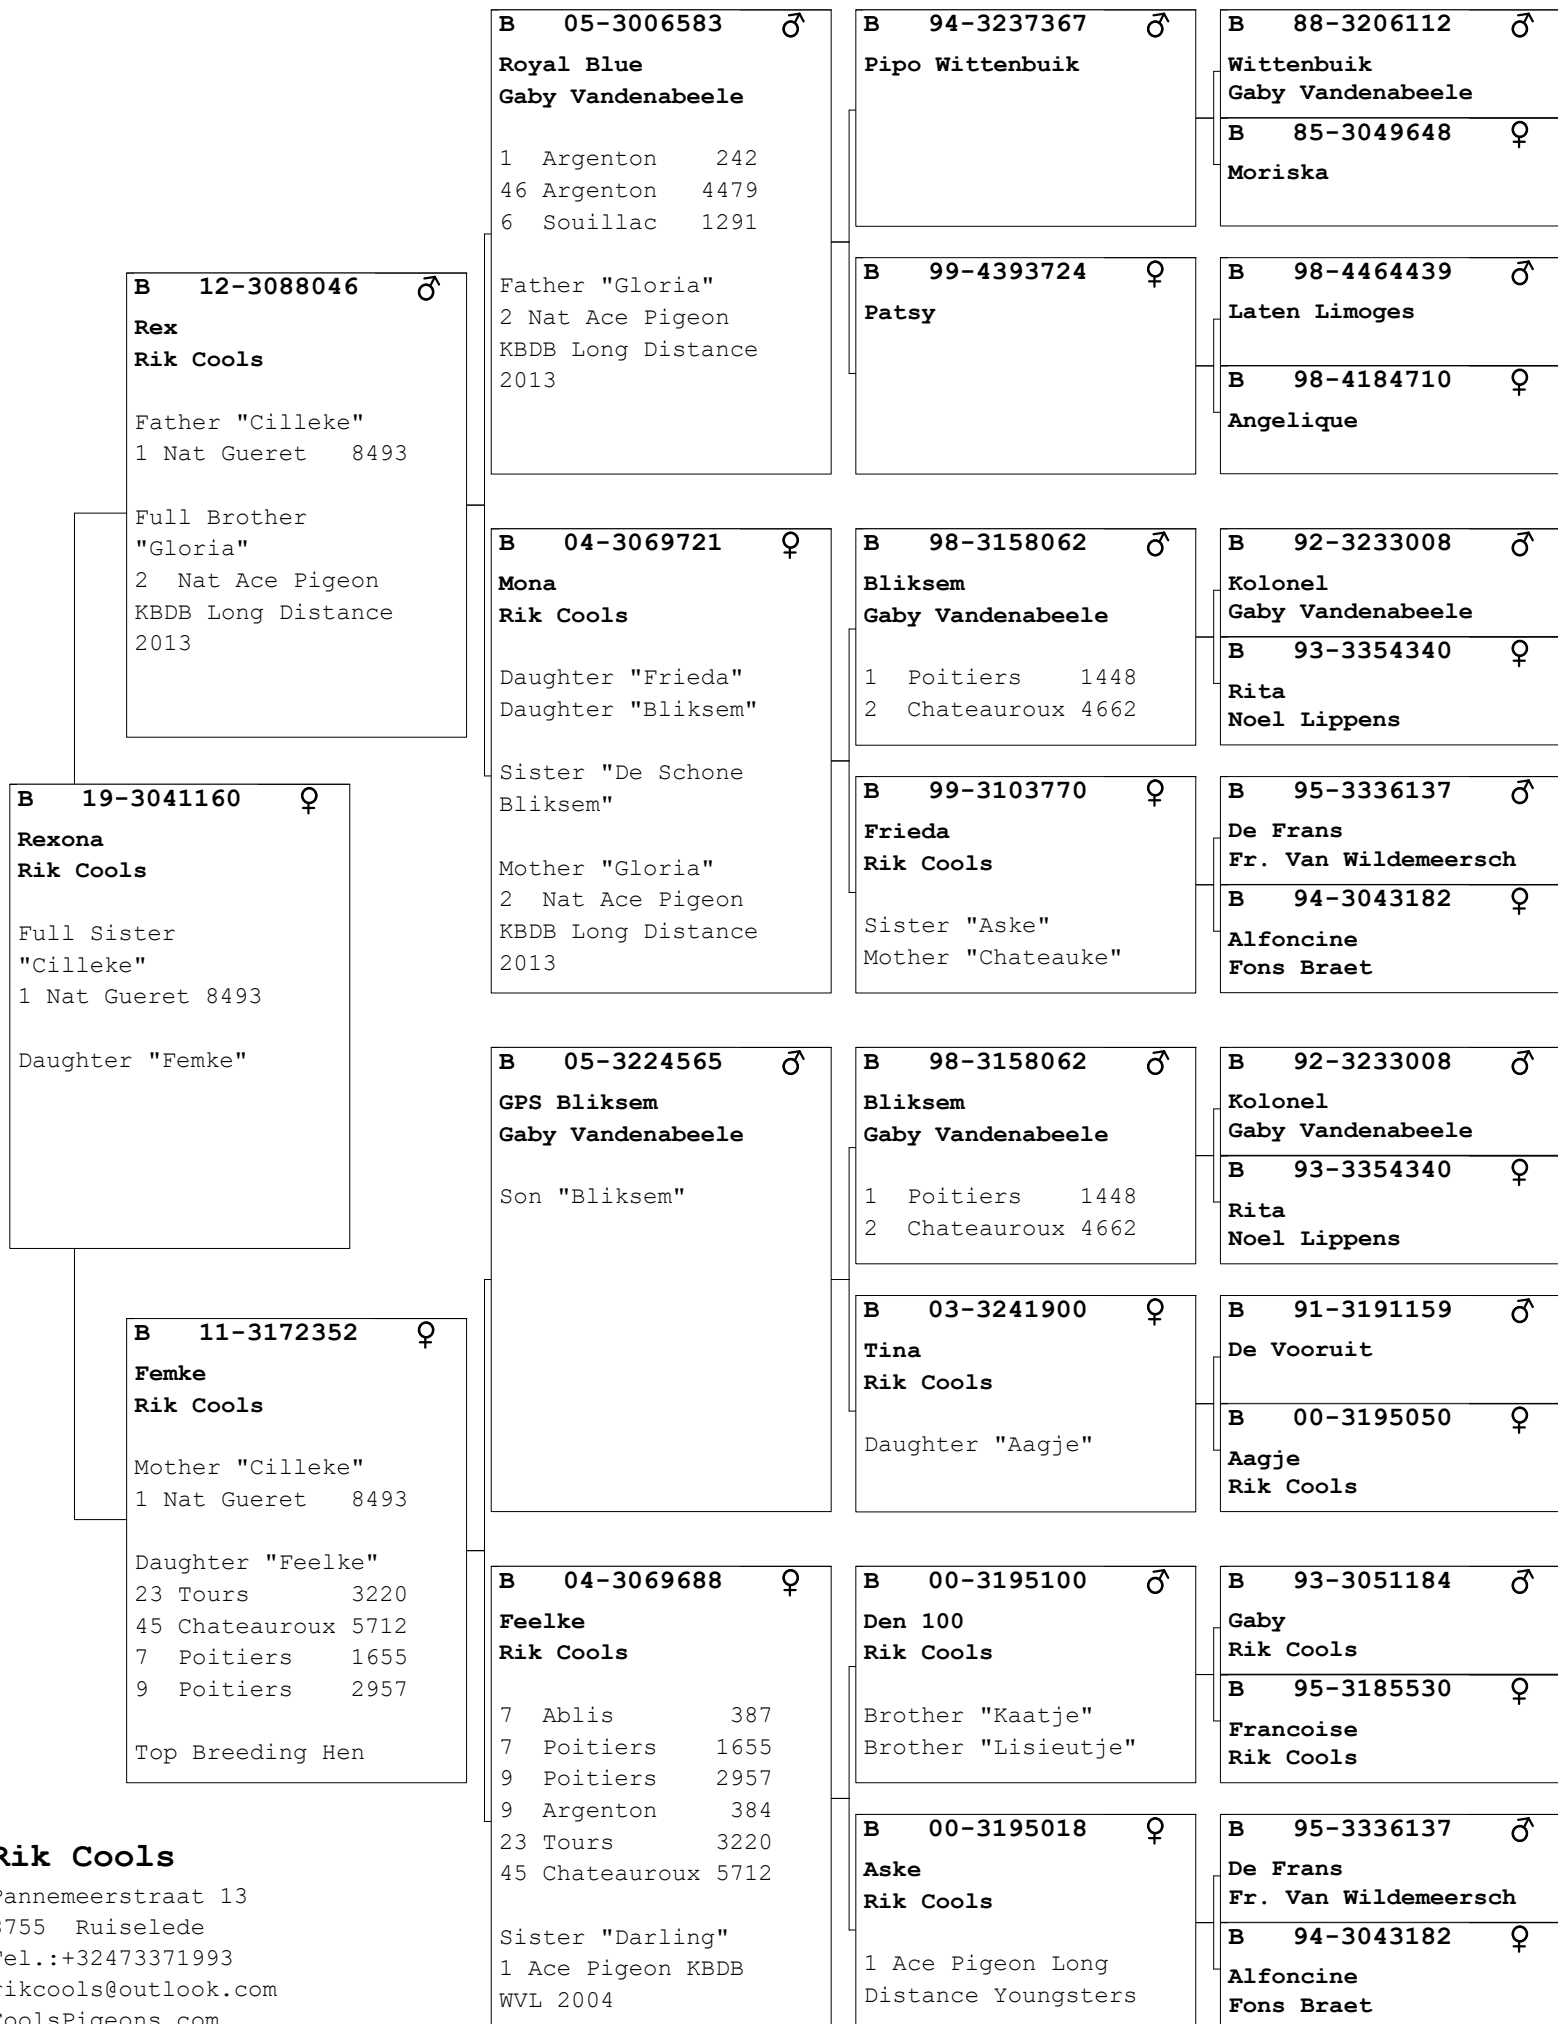 B 19-3041160 ♀
Rexona
Rik Cools
Full Sister
"Cilleke"
1 Nat Gueret 8493
Daughter "Femke"
B 12-3088046 ♂
Rex
Rik Cools
Father "Cilleke"
1 Nat Gueret 8493
Full Brother
"Gloria"
2 Nat Ace Pigeon
KBDB Long Distance
2013
B 11-3172352 ♀
Femke
Rik Cools
Mother "Cilleke"
1 Nat Gueret 8493
Daughter "Feelke"
23 Tours 3220
45 Chateauroux 5712
7 Poitiers 1655
9 Poitiers 2957
Top Breeding Hen
B 05-3006583 ♂
Royal Blue
Gaby Vandenabeele
1 Argenton 242
46 Argenton 4479
6 Souillac 1291
Father "Gloria"
2 Nat Ace Pigeon
KBDB Long Distance
2013
B 04-3069721 ♀
Mona
Rik Cools
Daughter "Frieda"
Daughter "Bliksem"
Sister "De Schone
Bliksem"
Mother "Gloria"
2 Nat Ace Pigeon
KBDB Long Distance
2013
B 05-3224565 ♂
GPS Bliksem
Gaby Vandenabeele
Son "Bliksem"
B 04-3069688 ♀
Feelke
Rik Cools
7 Ablis 387
7 Poitiers 1655
9 Poitiers 2957
9 Argenton 384
23 Tours 3220
45 Chateauroux 5712
Sister "Darling"
1 Ace Pigeon KBDB
WVL 2004
B 94-3237367 ♂
Pipo Wittenbuik
B 99-4393724 ♀
Patsy
B 98-3158062 ♂
Bliksem
Gaby Vandenabeele
1 Poitiers 1448
2 Chateauroux 4662
B 99-3103770 ♀
Frieda
Rik Cools
Sister "Aske"
Mother "Chateauke"
B 98-3158062 ♂
Bliksem
Gaby Vandenabeele
1 Poitiers 1448
2 Chateauroux 4662
B 03-3241900 ♀
Tina
Rik Cools
Daughter "Aagje"
B 00-3195100 ♂
Den 100
Rik Cools
Brother "Kaatje"
Brother "Lisieutje"
B 00-3195018 ♀
Aske
Rik Cools
1 Ace Pigeon Long
Distance Youngsters
B 88-3206112 ♂
Wittenbuik
Gaby Vandenabeele
B 85-3049648 ♀
Moriska
B 98-4464439 ♂
Laten Limoges
B 98-4184710 ♀
Angelique
B 92-3233008 ♂
Kolonel
Gaby Vandenabeele
B 93-3354340 ♀
Rita
Noel Lippens
B 95-3336137 ♂
De Frans
Fr. Van Wildemeersch
B 94-3043182 ♀
Alfoncine
Fons Braet
B 92-3233008 ♂
Kolonel
Gaby Vandenabeele
B 93-3354340 ♀
Rita
Noel Lippens
B 91-3191159 ♂
De Vooruit
B 00-3195050 ♀
Aagje
Rik Cools
B 93-3051184 ♂
Gaby
Rik Cools
B 95-3185530 ♀
Francoise
Rik Cools
B 95-3336137 ♂
De Frans
Fr. Van Wildemeersch
B 94-3043182 ♀
Alfoncine
Fons Braet
Rik Cools
Pannemeerstraat 13
8755 Ruiselede
Tel.:+32473371993
rikcools@outlook.com
CoolsPigeons.com